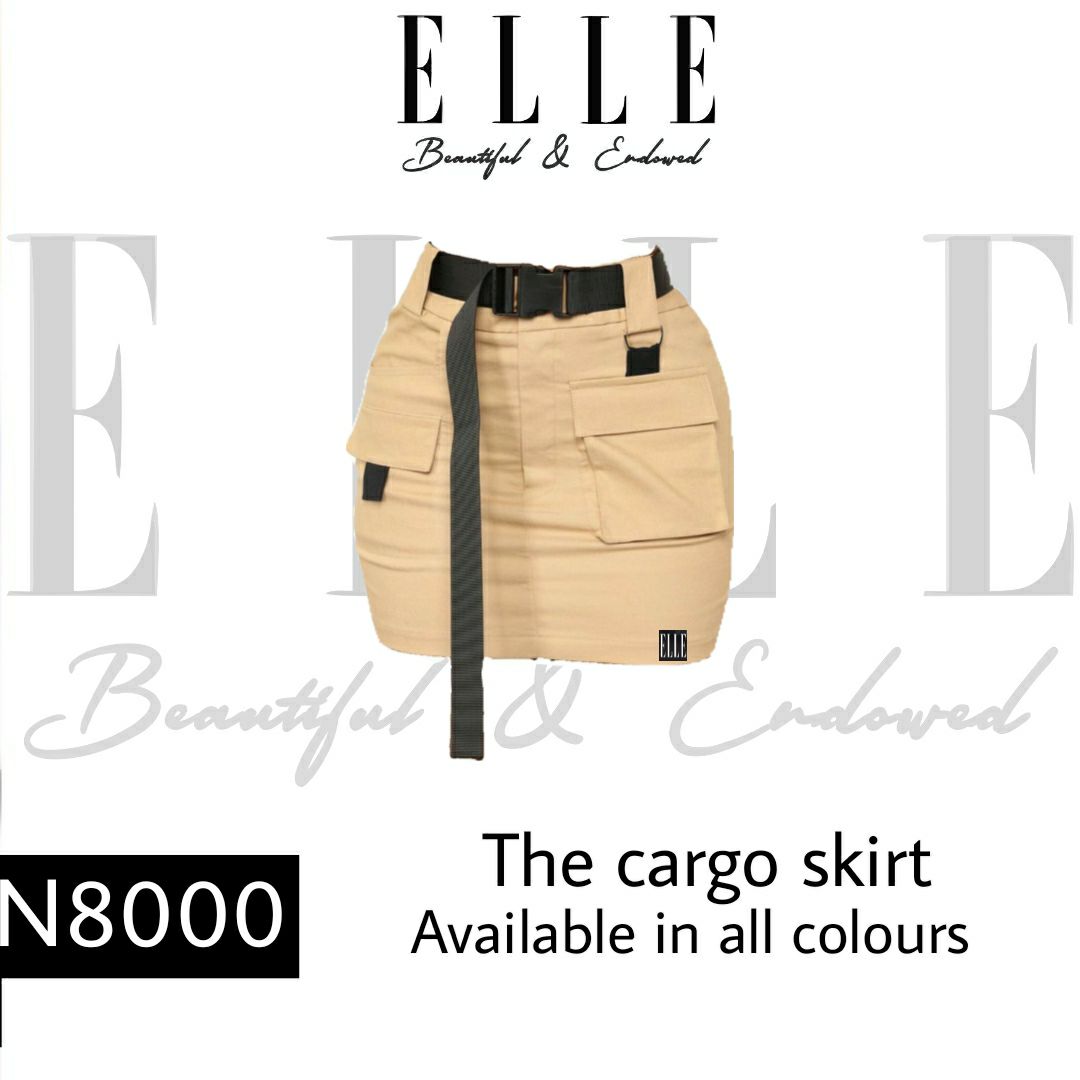 ELLE
Beautiful & Endowed
ELLE
Beautiful & Endowed
ELLE
The cargo skirt
N8000
Available in all colours